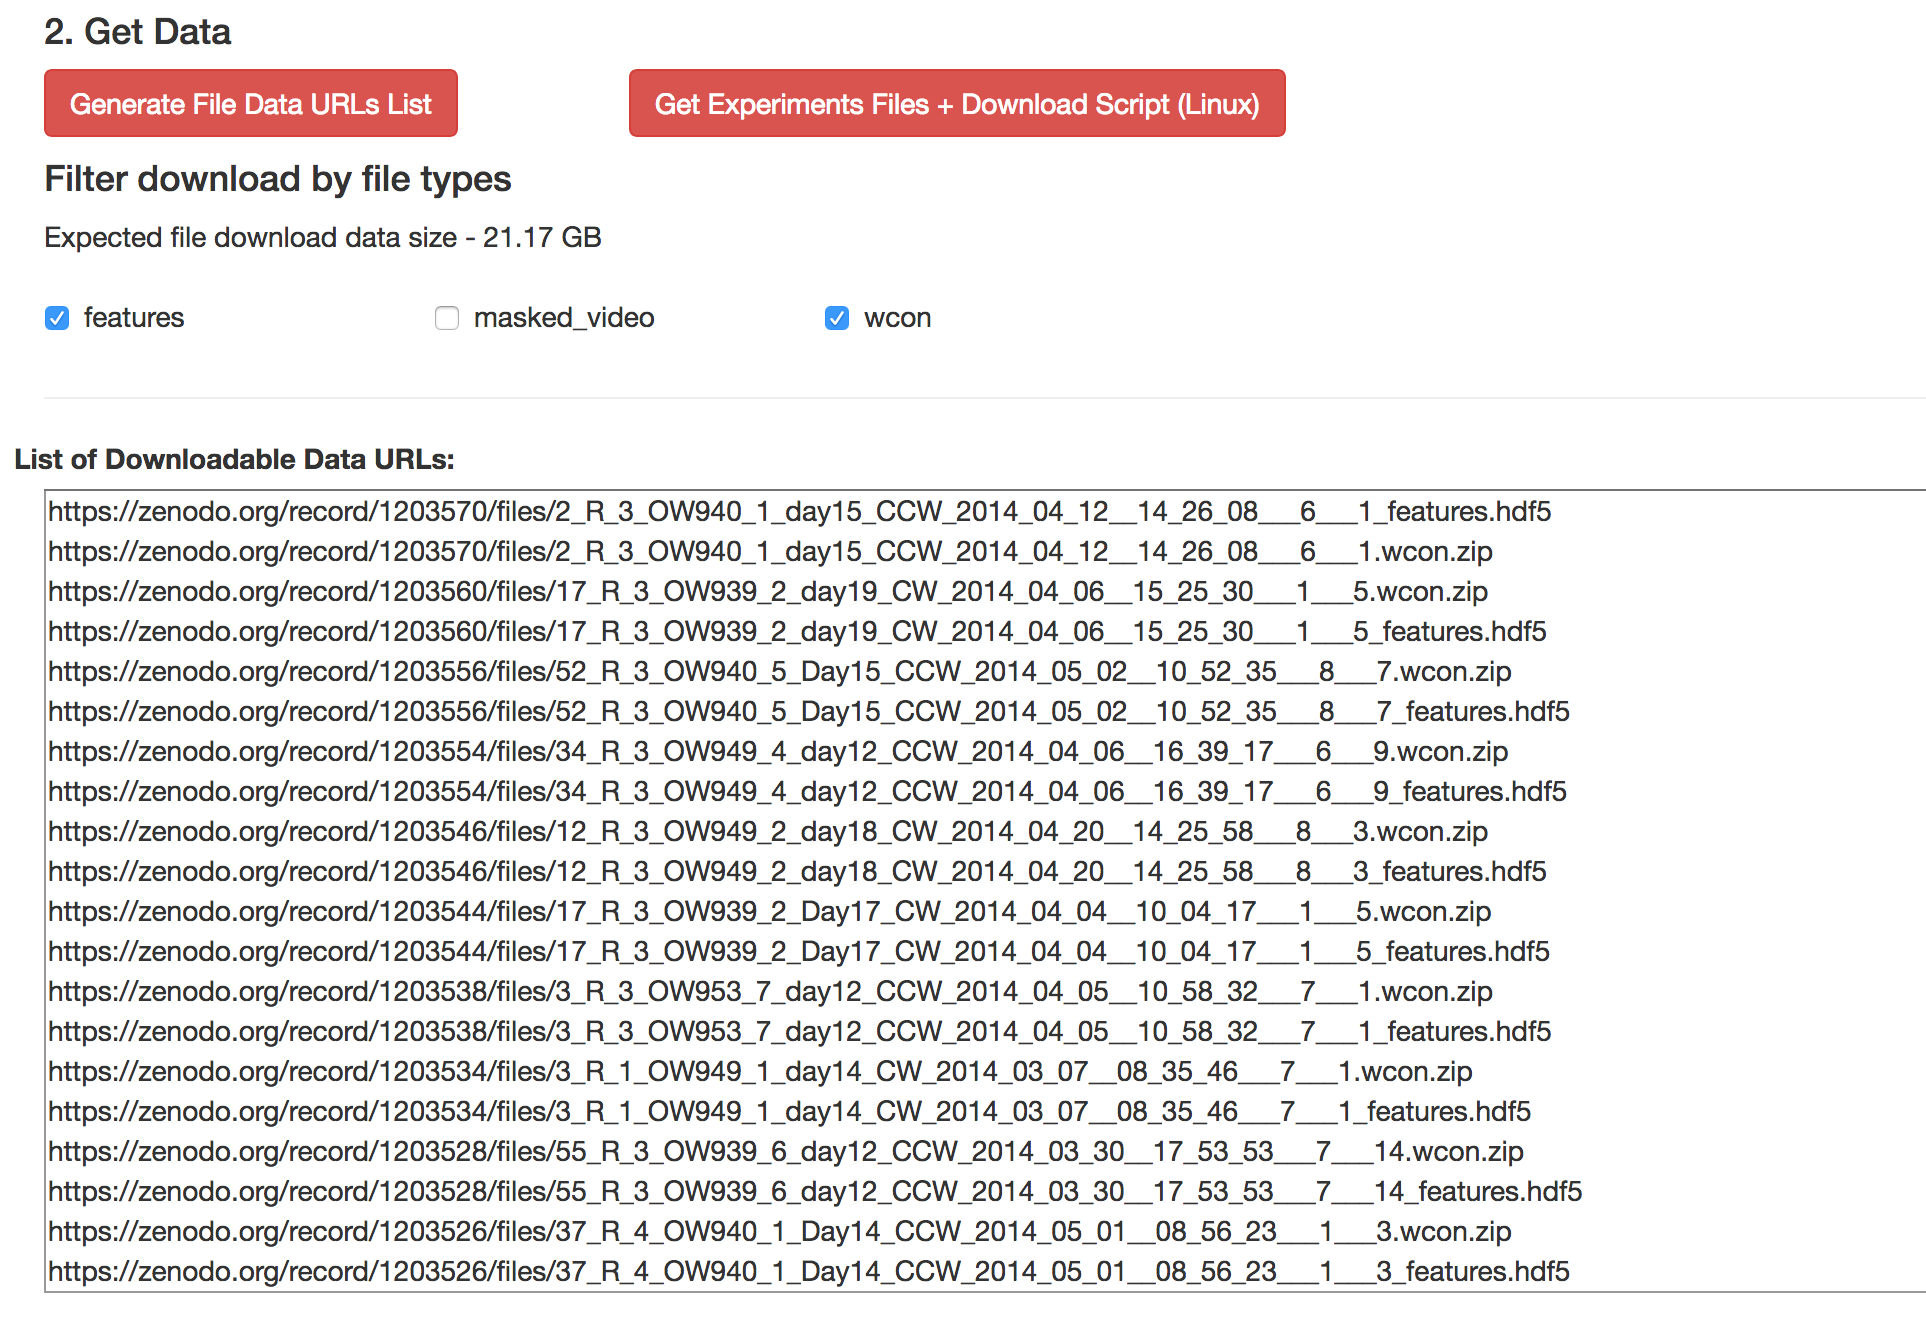 2. Get Data
Generate File Data URLs List
Get Experiments Files + Download Script (Linux)
Filter download by file types
Expected file download data size - 21.17 GB
features
masked_video
wcon
List of Downloadable Data URLs:
https://zenodo.org/record/1203570/files/2_R_3_OW940_1_day15_CCW_2014_04_12__14_26_08___6___1_features.hdf5
https://zenodo.org/record/1203570/files/2_R_3_OW940_1_day15_CCW_2014_04_12__14_26_08___6___1.wcon.zip
https://zenodo.org/record/1203560/files/17_R_3_OW939_2_day19_CW_2014_04_06__15_25_30___1___5.wcon.zip
https://zenodo.org/record/1203560/files/17_R_3_OW939_2_day19_CW_2014_04_06__15_25_30___1___5_features.hdf5
https://zenodo.org/record/1203556/files/52_R_3_OW940_5_Day15_CCW_2014_05_02__10_52_35___8___7.wcon.zip
https://zenodo.org/record/1203556/files/52_R_3_OW940_5_Day15_CCW_2014_05_02__10_52_35___8___7_features.hdf5
https://zenodo.org/record/1203554/files/34_R_3_OW949_4_day12_CCW_2014_04_06__16_39_17___6___9.wcon.zip
https://zenodo.org/record/1203554/files/34_R_3_OW949_4_day12_CCW_2014_04_06__16_39_17___6___9_features.hdf5
https://zenodo.org/record/1203546/files/12_R_3_OW949_2_day18_CW_2014_04_20__14_25_58___8___3.wcon.zip
https://zenodo.org/record/1203546/files/12_R_3_OW949_2_day18_CW_2014_04_20__14_25_58___8___3_features.hdf5
https://zenodo.org/record/1203544/files/17_R_3_OW939_2_Day17_CW_2014_04_04__10_04_17___1___5.wcon.zip
https://zenodo.org/record/1203544/files/17_R_3_OW939_2_Day17_CW_2014_04_04__10_04_17___1___5_features.hdf5
https://zenodo.org/record/1203538/files/3_R_3_OW953_7_day12_CCW_2014_04_05__10_58_32___7___1.wcon.zip
https://zenodo.org/record/1203538/files/3_R_3_OW953_7_day12_CCW_2014_04_05__10_58_32___7___1_features.hdf5
https://zenodo.org/record/1203534/files/3_R_1_OW949_1_day14_CW_2014_03_07__08_35_46___7___1.wcon.zip
https://zenodo.org/record/1203534/files/3_R_1_OW949_1_day14_CW_2014_03_07__08_35_46___7___1_features.hdf5
https://zenodo.org/record/1203528/files/55_R_3_OW939_6_day12_CCW_2014_03_30__17_53_53___7___14.wcon.zip
https://zenodo.org/record/1203528/files/55_R_3_OW939_6_day12_CCW_2014_03_30__17_53_53___7___14_features.hdf5
https://zenodo.org/record/1203526/files/37_R_4_OW940_1_Day14_CCW_2014_05_01__08_56_23___1___3.wcon.zip
https://zenodo.org/record/1203526/files/37_R_4_OW940_1_Day14_CCW_2014_05_01__08_56_23___1___3_features.hdf5